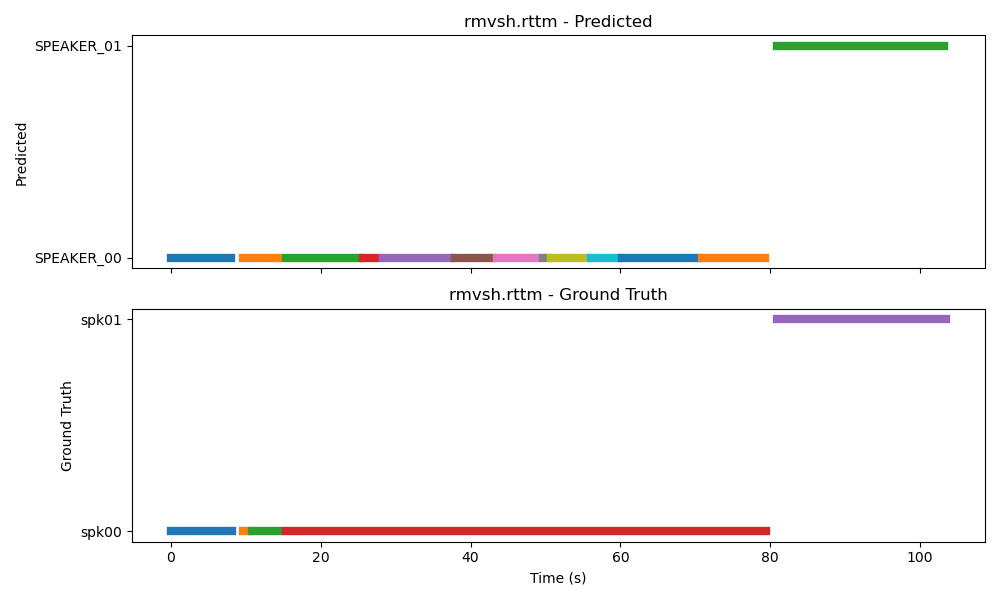 rmvsh.rttm - Predicted
SPEAKER_01
Predicted
SPEAKER_00
rmvsh.rttm - Ground Truth
spk01
Ground Truth
spk00
0 20 40 60 80 100
Time (s)